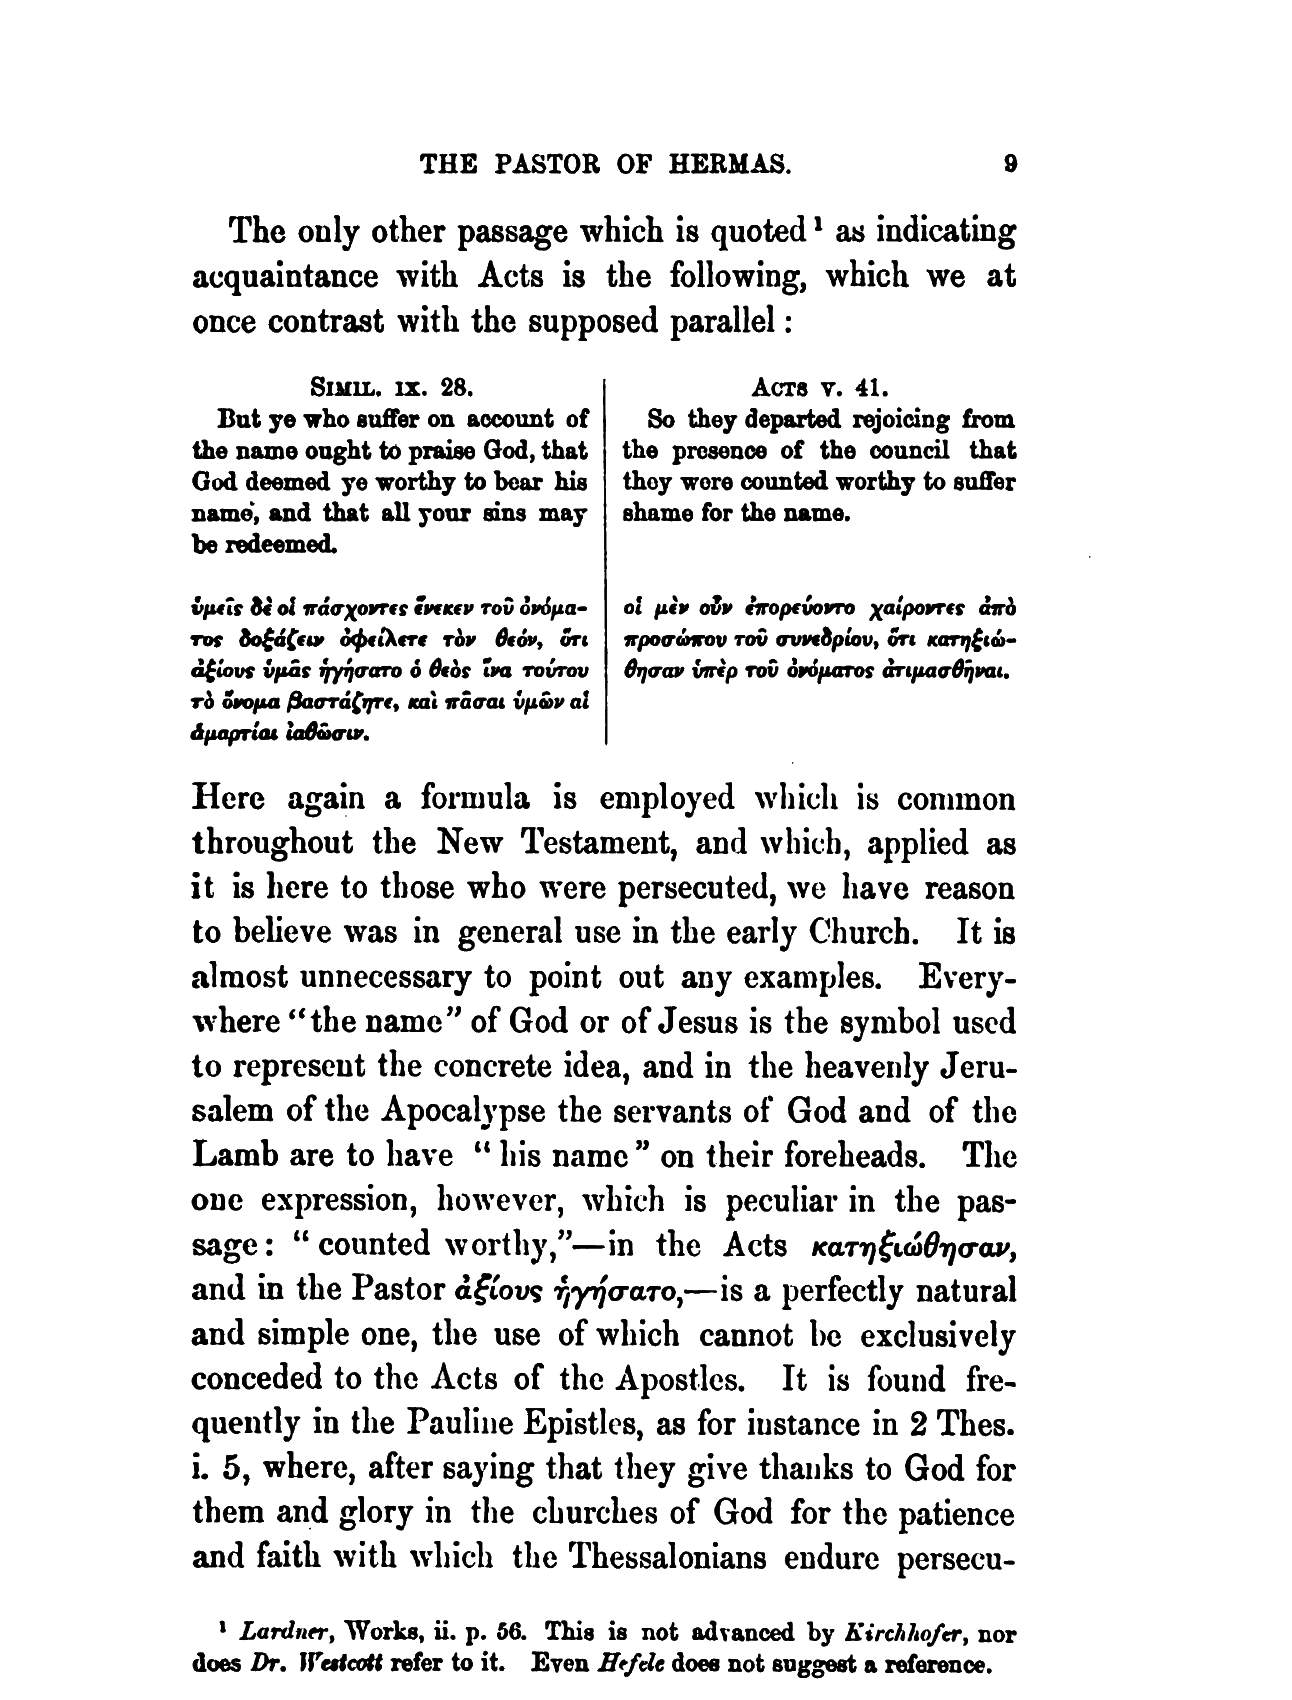 THE PASTOR OF HERMAS. 9
The only other passage which is quoted ¹ as indicating
acquaintance with Acts is the following, which we at
once contrast with the supposed parallel :
SIMIL. IX. 28.
But ye who suffer on account of
the name ought to praise God, that
God deemed ye worthy to bear his
name, and that all your sins may
be redeemed.
ὑμεῖς δὲ οἱ πάσχοντες ἕνεκεν τοῦ ὀνόμα-
τος δοξάζειν ὀφείλετε τὸν θεόν, ὅτι
ἀξίους ὑμᾶς ἡγήσατο ὁ θεὸς ἵνα τούτου
τὸ ὄνομα βαστάζητε, καὶ πᾶσαι ὑμῶν αἱ
ἁμαρτίαι ἰαθῶσιν.
ACTS V. 41.
So they departed rejoicing from
the presence of the council that
they were counted worthy to suffer
shame for the name.
οἱ μὲν οὖν ἐπορεύοντο χαίροντες ἀπὸ
προσώπου τοῦ συνεδρίου, ὅτι κατηξιώ-
θησαν ὑπὲρ τοῦ ὀνόματος ἀτιμασθῆναι.
Here again a formula is employed which is common
throughout the New Testament, and which, applied as
it is here to those who were persecuted, we have reason
to believe was in general use in the early Church. It is
almost unnecessary to point out any examples. Every-
where “the name” of God or of Jesus is the symbol used
to represent the concrete idea, and in the heavenly Jeru-
salem of the Apocalypse the servants of God and of the
Lamb are to have “ his name ” on their foreheads. The
one expression, however, which is peculiar in the pas-
sage : “ counted worthy,”—in the Acts κατηξιώθησαν,
and in the Pastor ἀξίους ἡγήσατο,—is a perfectly natural
and simple one, the use of which cannot be exclusively
conceded to the Acts of the Apostles. It is found fre-
quently in the Pauline Epistles, as for instance in 2 Thes.
i. 5, where, after saying that they give thanks to God for
them and glory in the churches of God for the patience
and faith with which the Thessalonians endure persecu-
¹ Lardner, Works, ii. p. 56. This is not advanced by Kirchhofer, nor
does Dr. Westcott refer to it. Even Hefele does not suggest a reference.